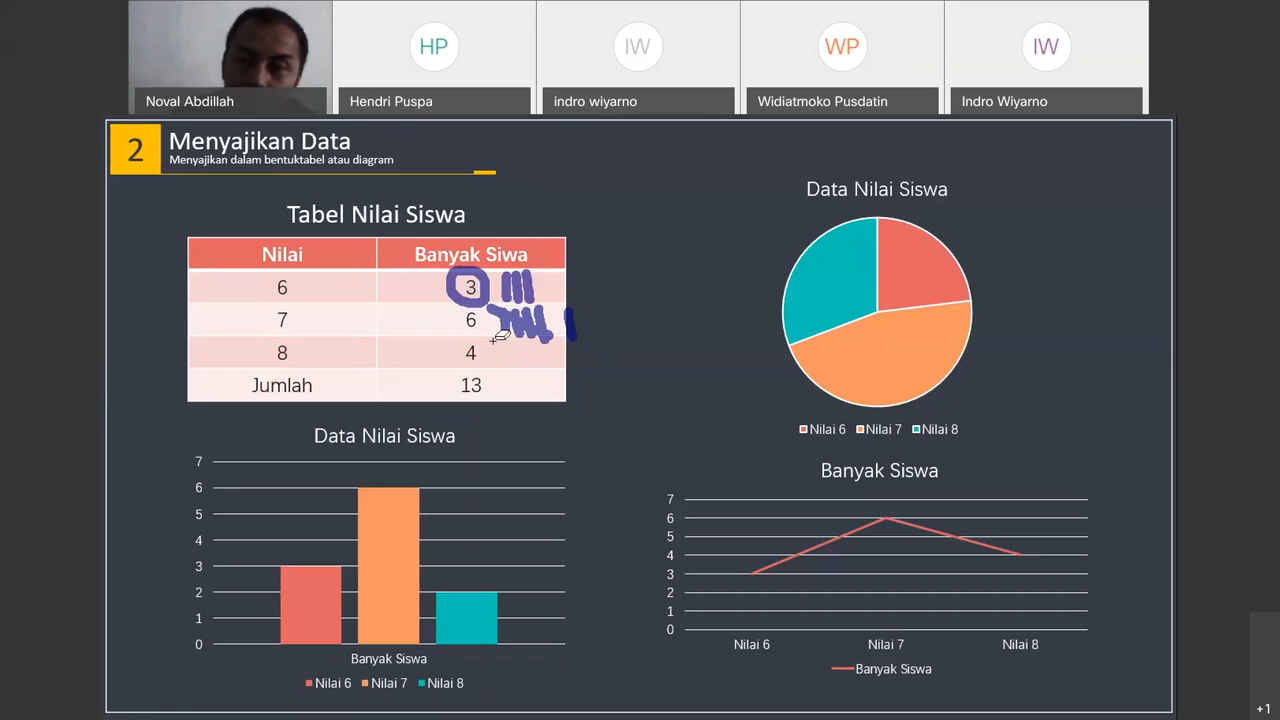 HP
IW
WP
IW
Noval Abdillah
Hendri Puspa
indro wiyarno
Widiatmoko Pusdatin
Indro Wiyarno
2
Menyajikan Data
Menyajikan dalam bentuktabel atau diagram
Tabel Nilai Siswa
Nilai Banyak Siwa
6 3
7 6
8 4
Jumlah 13
Data Nilai Siswa
Nilai 6 Nilai 7 Nilai 8
Data Nilai Siswa
7
6
5
4
3
2
1
0
Banyak Siswa
Nilai 6 Nilai 7 Nilai 8
Banyak Siswa
7
6
5
4
3
2
1
0
Nilai 6 Nilai 7 Nilai 8
Banyak Siswa
+1